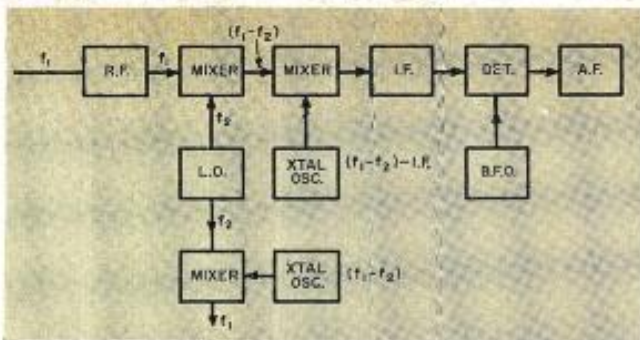 (f₁-f₂)
f₁ R.F. f₁ MIXER MIXER I.F. DET. A.F.
f₂
L.O. XTAL OSC. (f₁-f₂)-I.F. B.F.O.
f₂
MIXER XTAL OSC. (f₁-f₂)
f₁